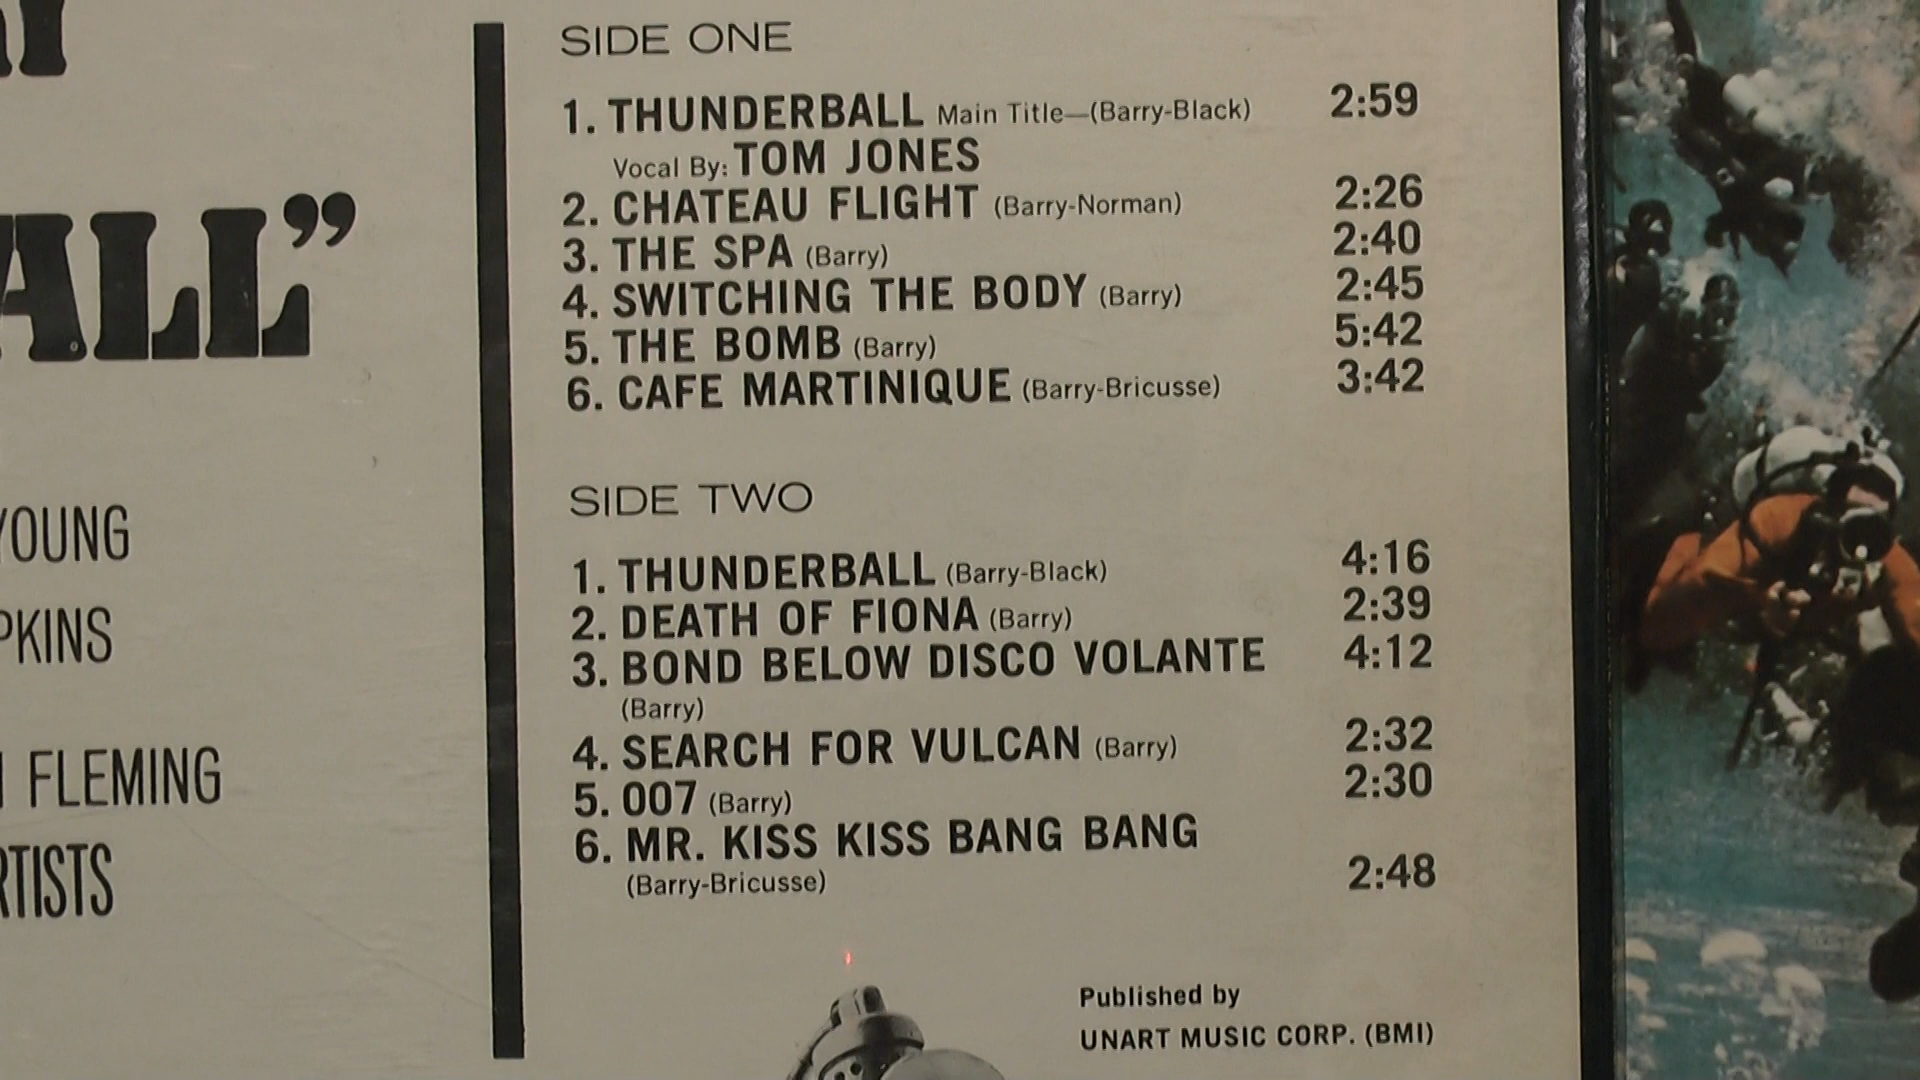 ALL”
YOUNG
PKINS
FLEMING
RTISTS
SIDE ONE
1. THUNDERBALL Main Title—(Barry-Black) 2:59
Vocal By: TOM JONES
2. CHATEAU FLIGHT (Barry-Norman) 2:26
3. THE SPA (Barry) 2:40
4. SWITCHING THE BODY (Barry) 2:45
5. THE BOMB (Barry) 5:42
6. CAFE MARTINIQUE (Barry-Bricusse) 3:42
SIDE TWO
1. THUNDERBALL (Barry-Black) 4:16
2. DEATH OF FIONA (Barry) 2:39
3. BOND BELOW DISCO VOLANTE 4:12
(Barry)
4. SEARCH FOR VULCAN (Barry) 2:32
5. 007 (Barry) 2:30
6. MR. KISS KISS BANG BANG
(Barry-Bricusse) 2:48
Published by
UNART MUSIC CORP. (BMI)